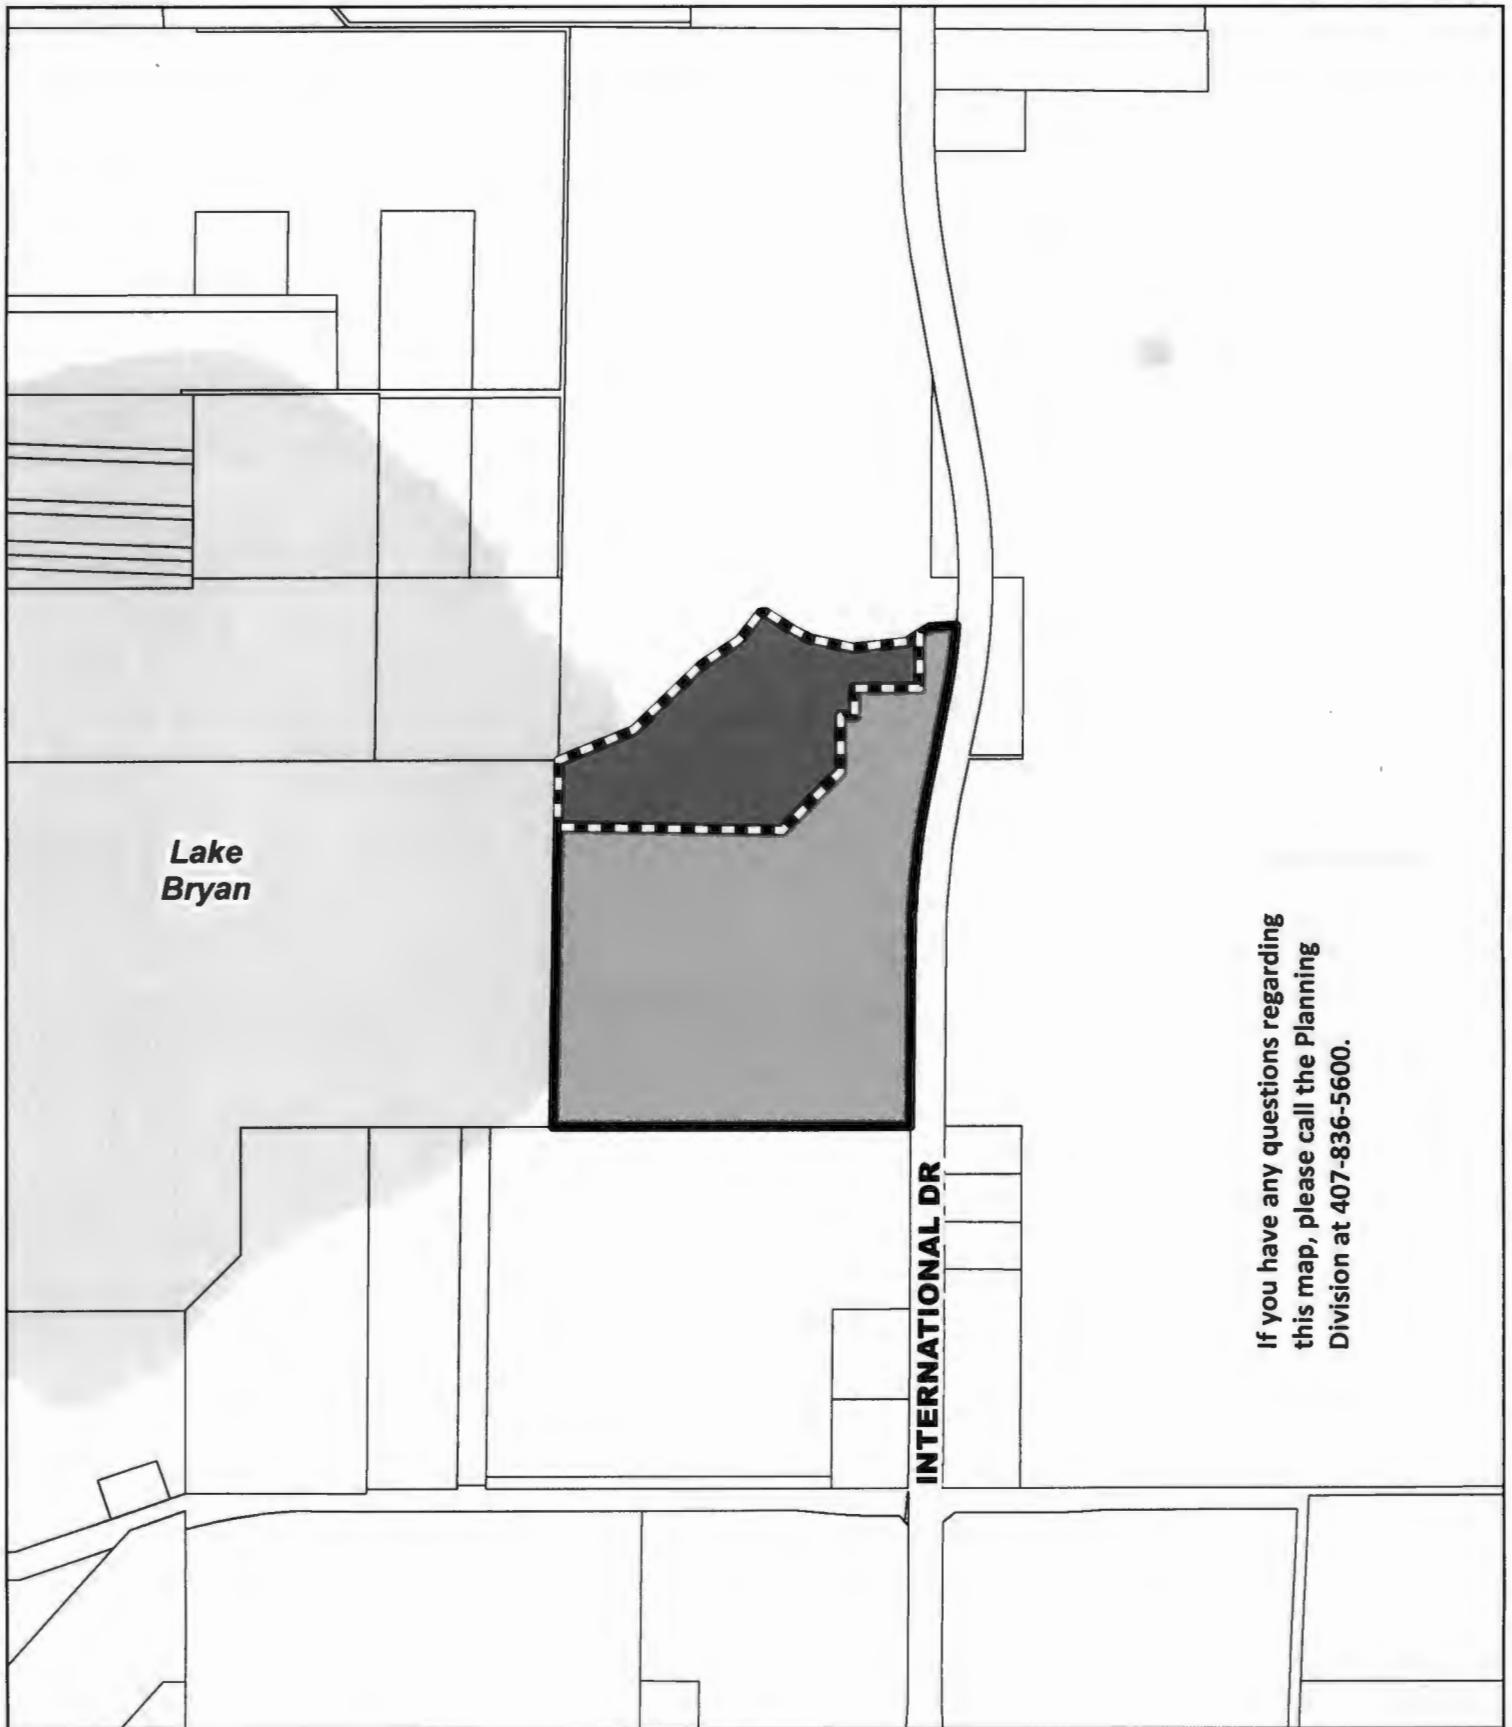 Lake
Bryan
INTERNATIONAL DR
If you have any questions regarding
this map, please call the Planning
Division at 407-836-5600.